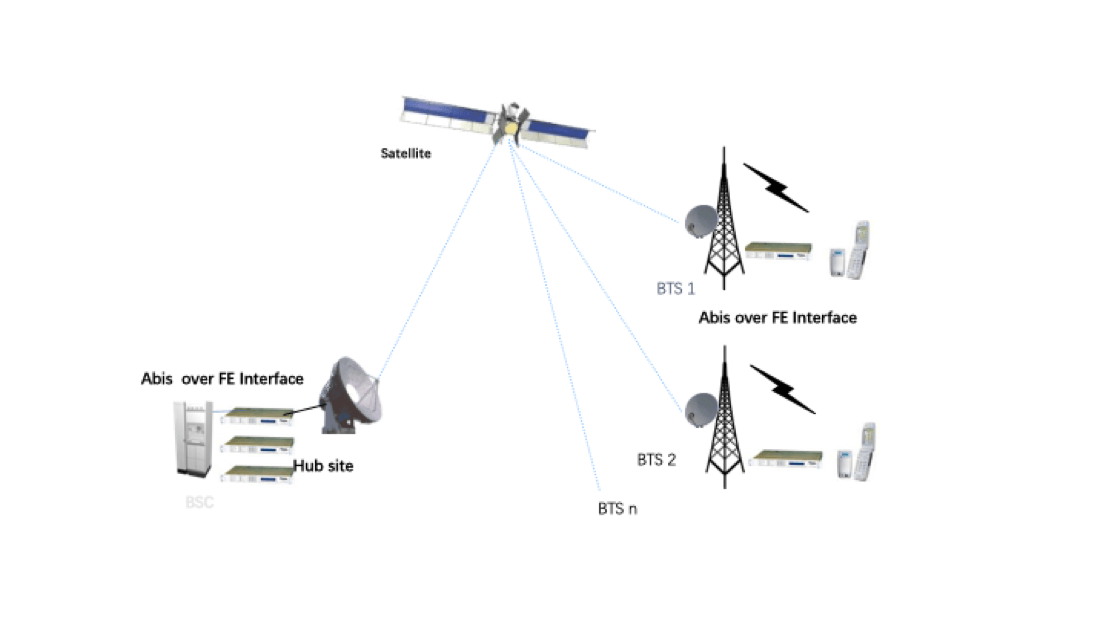 Satellite
BTS 1
Abis over FE Interface
Abis over FE Interface
BTS 2
Hub site
BSC
BTS n